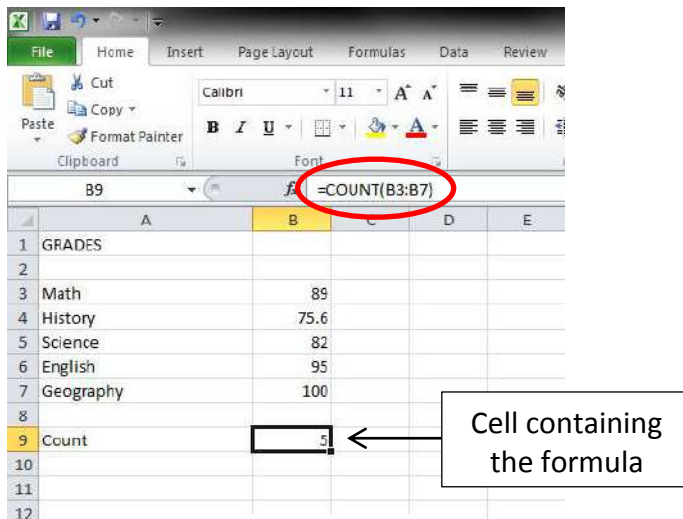 File Home Insert Page Layout Formulas Data Review
Cut
Copy
Paste
Format Painter
Calibri 11 A A
B I U A
Clipboard Font
B9 fx =COUNT(B3:B7)
A B C D E
1 GRADES
2
3 Math 89
4 History 75.6
5 Science 82
6 English 95
7 Geography 100
8
9 Count 5
10
11
12
Cell containing
the formula